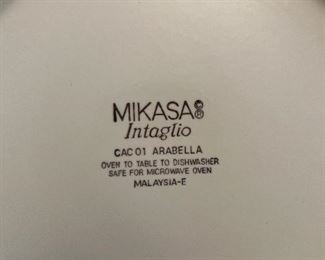 MIKASA®
Intaglio
CAC01 ARABELLA
OVEN TO TABLE TO DISHWASHER
SAFE FOR MICROWAVE OVEN
MALAYSIA-E